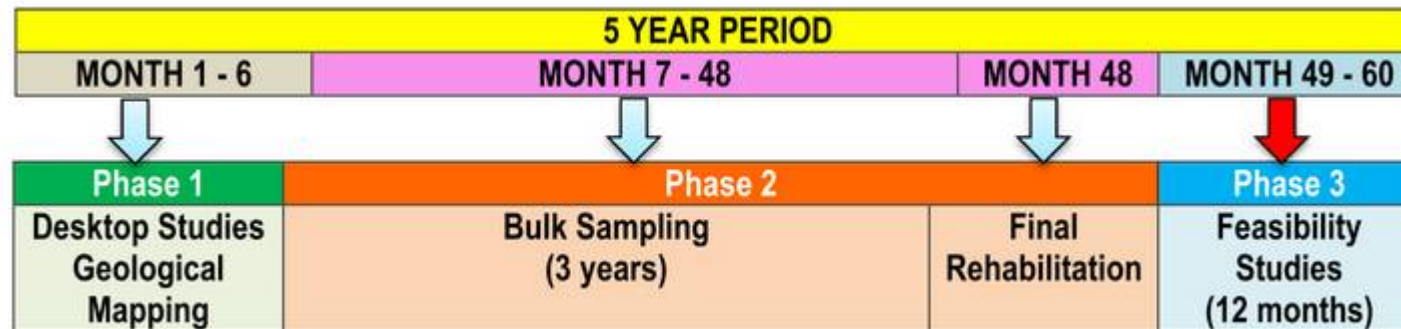 5 YEAR PERIOD
MONTH 1 - 6
MONTH 7 - 48
MONTH 48
MONTH 49 - 60
Phase 1
Phase 2
Phase 3
Desktop Studies
Geological
Mapping
Bulk Sampling
(3 years)
Final
Rehabilitation
Feasibility
Studies
(12 months)